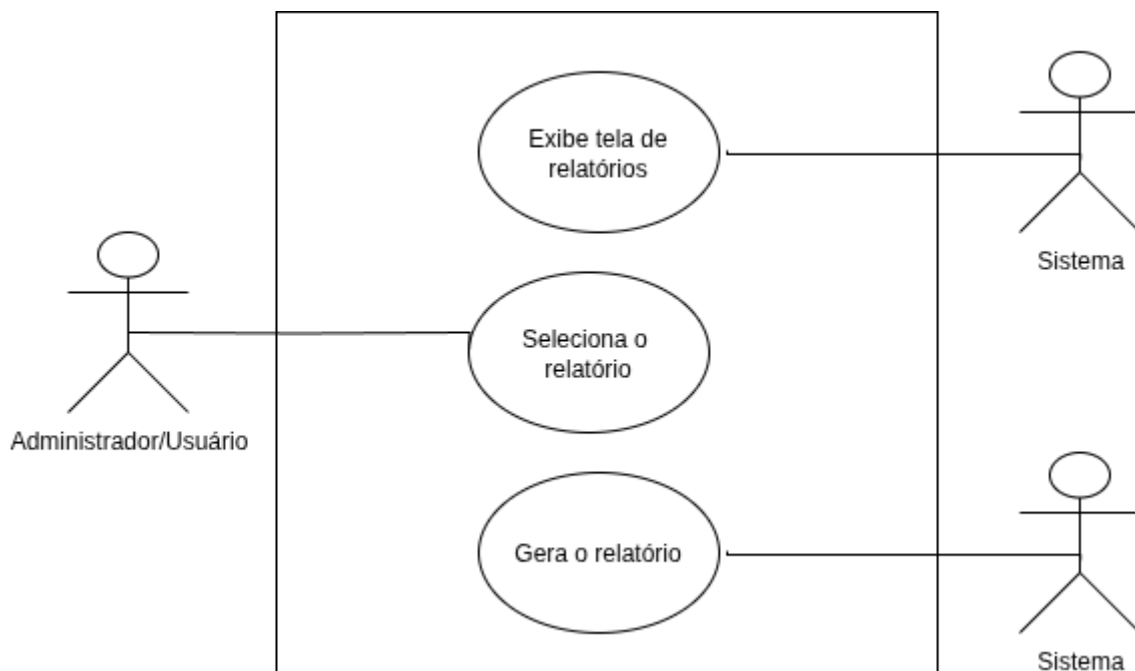 Exibe tela de
relatórios
Sistema
Seleciona o
relatório
Administrador/Usuário
Gera o relatório
Sistema